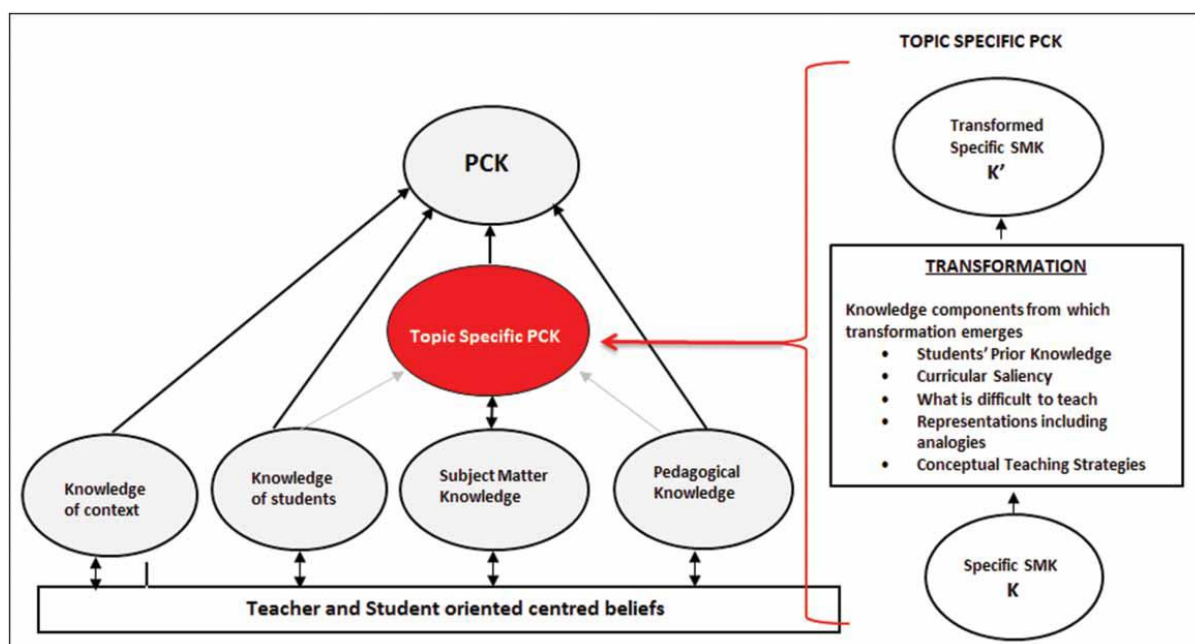 TOPIC SPECIFIC PCK
PCK
Transformed
Specific SMK
K’
Topic Specific PCK
TRANSFORMATION
Knowledge components from which
transformation emerges
• Students’ Prior Knowledge
• Curricular Saliency
• What is difficult to teach
• Representations including
analogies
• Conceptual Teaching Strategies
Knowledge
of context
Knowledge
of students
Subject Matter
Knowledge
Pedagogical
Knowledge
Specific SMK
K
Teacher and Student oriented centred beliefs